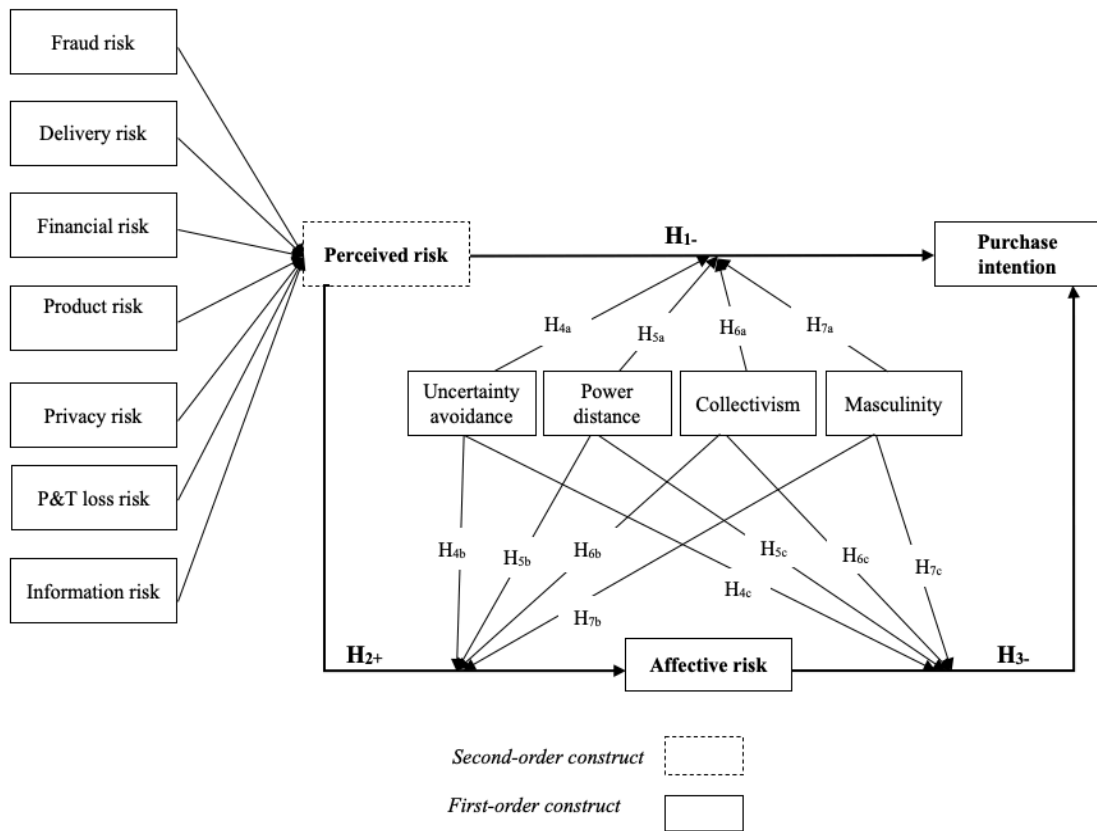 Fraud risk
Delivery risk
Financial risk
Product risk
Privacy risk
P&T loss risk
Information risk
Perceived risk
H1-
Purchase
intention
H4a
H5a
H6a
H7a
Uncertainty
avoidance
Power
distance
Collectivism
Masculinity
H4b
H5b
H6b
H7b
H4c
H5c
H6c
H7c
H2+
Affective risk
H3-
Second-order construct
First-order construct